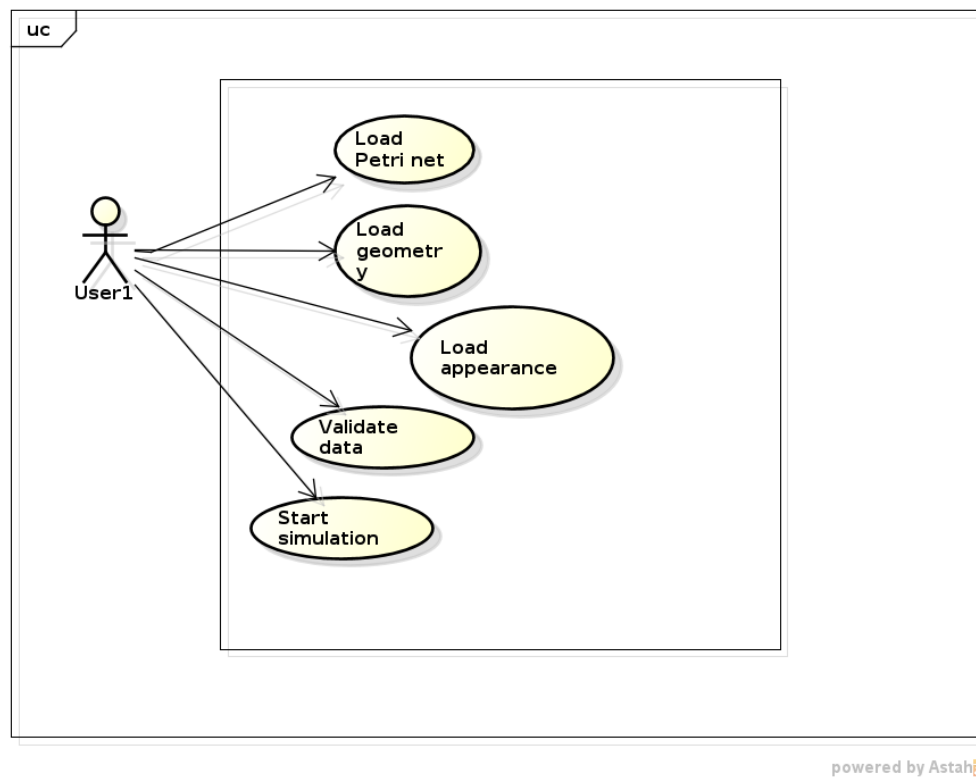 uc
Load
Petri net
Load
geometr
y
User1
Load
appearance
Validate
data
Start
simulation
powered by Astah